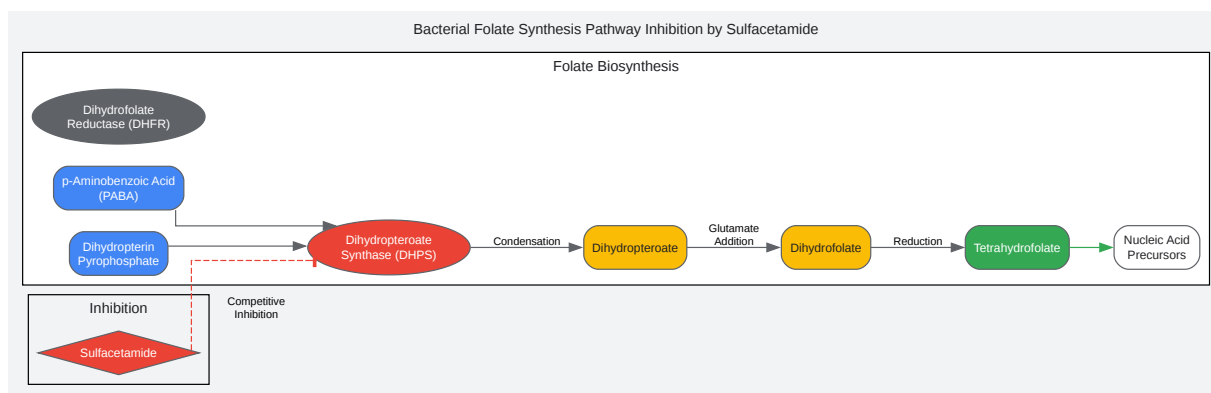 Bacterial Folate Synthesis Pathway Inhibition by Sulfacetamide
Folate Biosynthesis
Dihydrofolate
Reductase (DHFR)
p-Aminobenzoic Acid
(PABA)
Dihydropterin
Pyrophosphate
Dihydropteroate
Synthase (DHPS)
Condensation
Dihydropteroate
Glutamate
Addition
Dihydrofolate
Reduction
Tetrahydrofolate
Nucleic Acid
Precursors
Inhibition
Competitive
Inhibition
Sulfacetamide